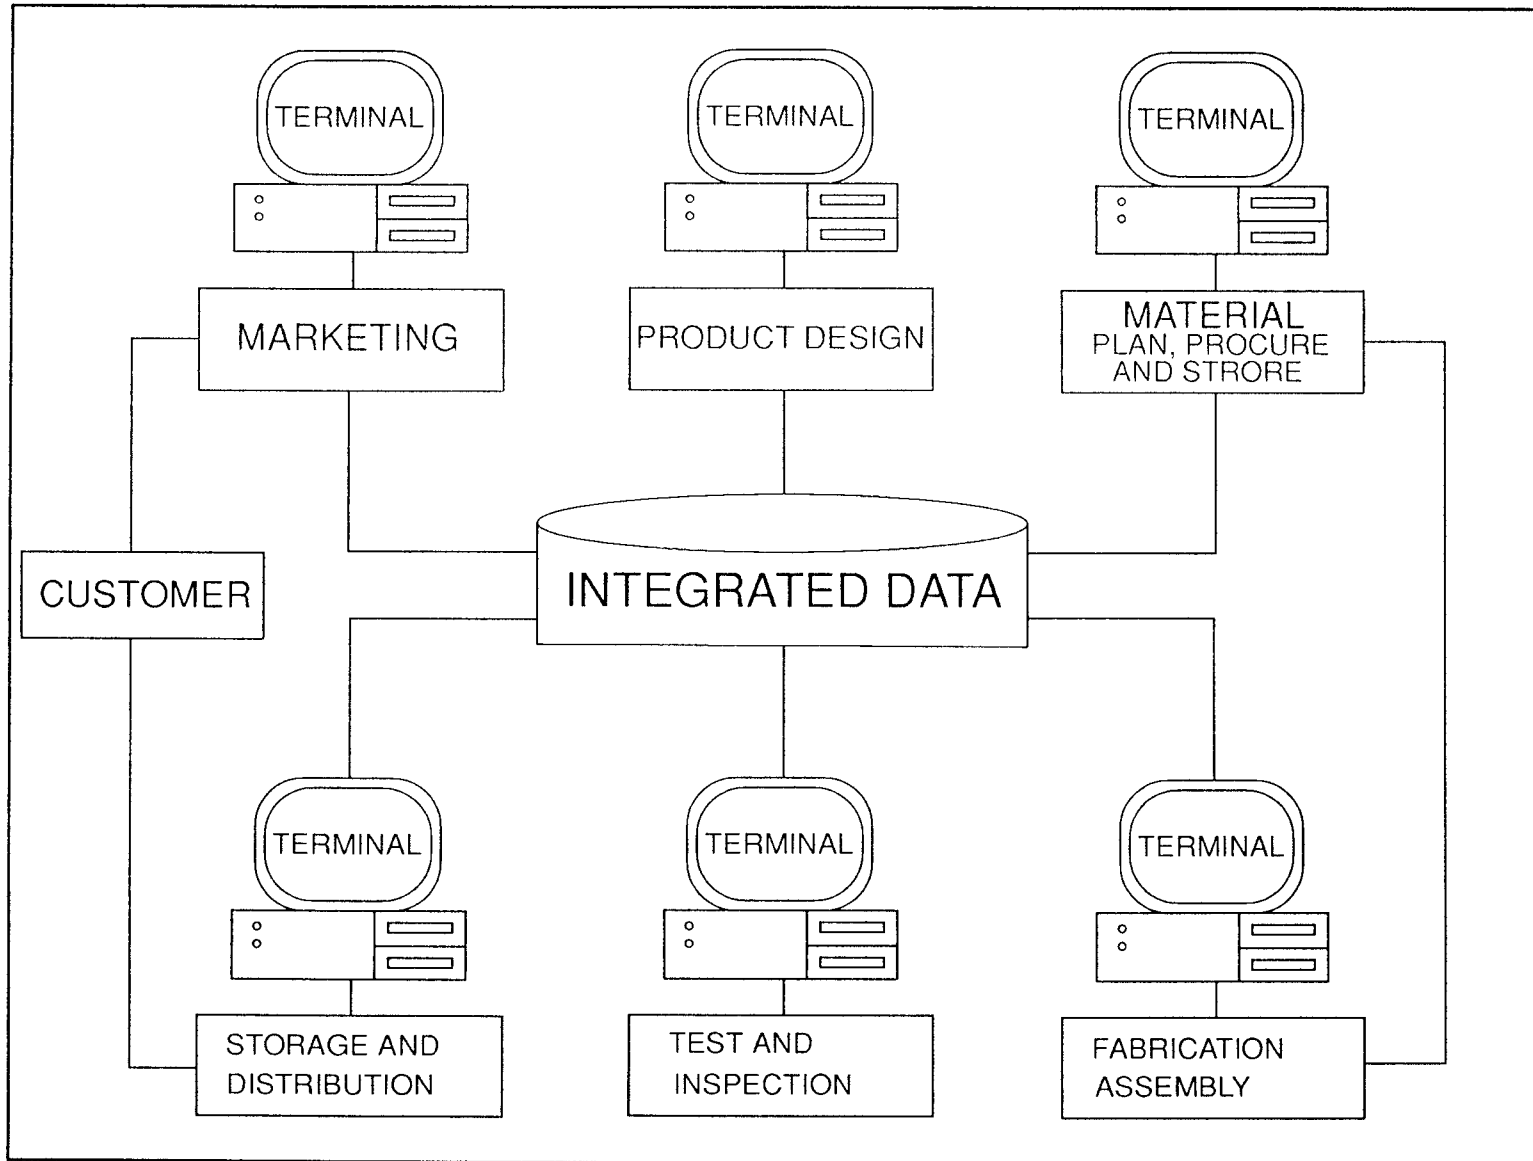 TERMINAL
TERMINAL
TERMINAL
MARKETING
PRODUCT DESIGN
MATERIAL
PLAN, PROCURE
AND STRORE
CUSTOMER
INTEGRATED DATA
TERMINAL
TERMINAL
TERMINAL
STORAGE AND
DISTRIBUTION
TEST AND
INSPECTION
FABRICATION
ASSEMBLY